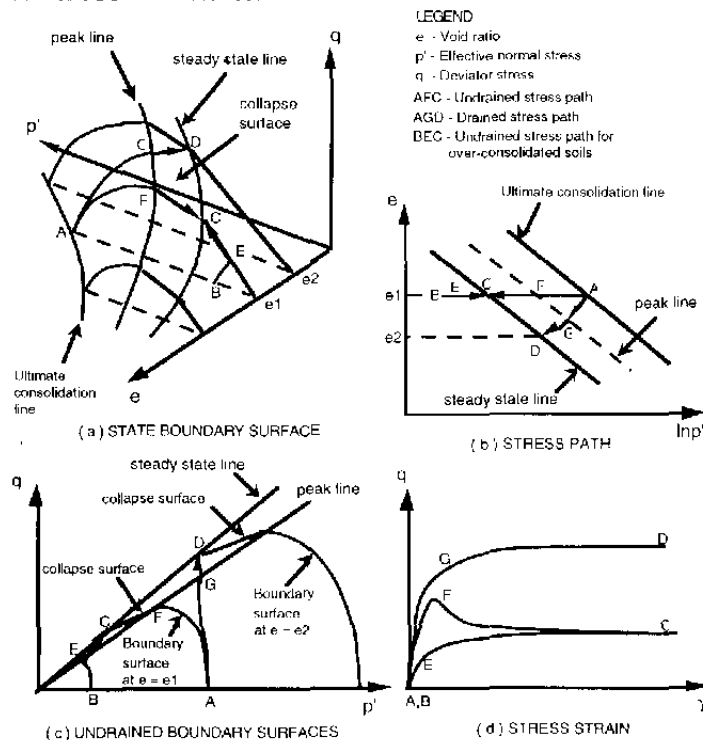 LEGEND
e - Void ratio
p' - Effective normal stress
q - Deviator stress
AFC - Undrained stress path
AGD - Drained stress path
BEC - Undrained stress path for
over-consolidated soils
q
peak line
steady state line
collapse
surface
p'
C
D
F
C
A
E
B
e2
e1
e
Ultimate
consolidation
line
( a ) STATE BOUNDARY SURFACE
e
Ultimate consolidation line
e1
B
E
C
F
A
G
peak line
e2
D
steady state line
lnp'
( b ) STRESS PATH
q
steady state line
collapse surface
peak line
D
collapse surface
G
C
F
Boundary
surface
at e = e2
E
Boundary
surface
at e = e1
B
A
p'
( c ) UNDRAINED BOUNDARY SURFACES
q
D
G
F
C
E
A,B
γ
( d ) STRESS STRAIN